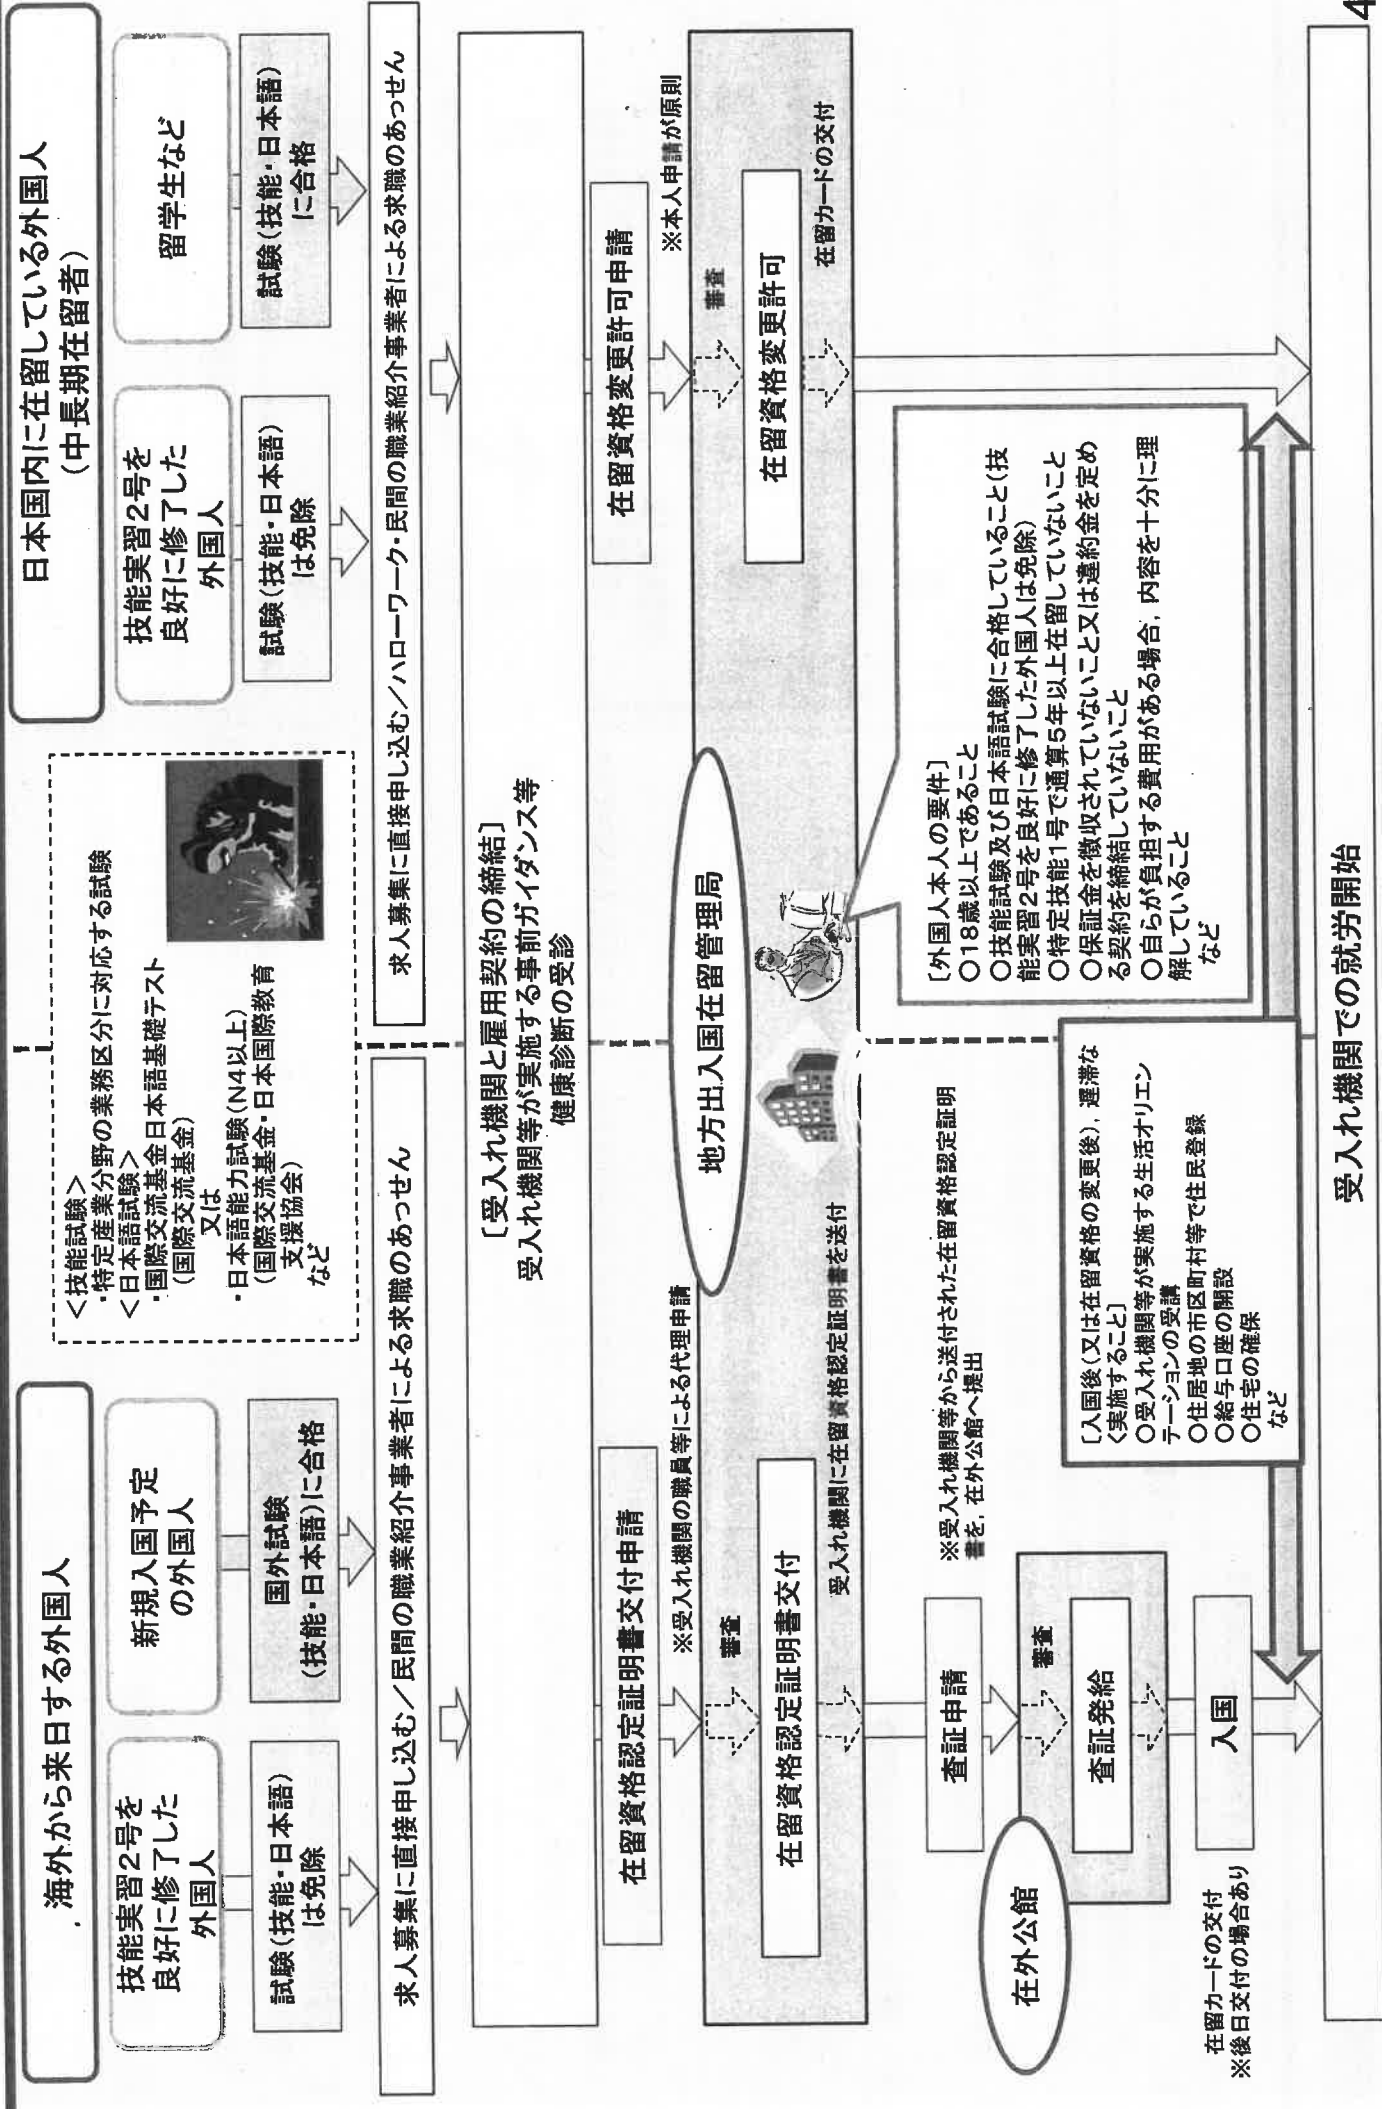 海外から来日する外国人
技能実習2号を
良好に修了した
外国人
試験(技能・日本語)
は免除
新規入国予定
の外国人
国外試験
(技能・日本語)に合格
求人募集に直接申し込む/民間の職業紹介事業者による求職のあっせん
<技能試験>
・特定産業分野の業務区分に対応する試験
<日本語試験>
・国際交流基金日本語基礎テスト
(国際交流基金)
又は
・日本語能力試験(N4以上)
(国際交流基金・日本国際教育
支援協会)
など
日本国内に在留している外国人
(中長期在留者)
技能実習2号を
良好に修了した
外国人
試験(技能・日本語)
は免除
留学生など
試験(技能・日本語)
に合格
求人募集に直接申し込む/ハローワーク・民間の職業紹介事業者による求職のあっせん
[受入れ機関と雇用契約の締結]
受入れ機関等が実施する事前ガイダンス等
健康診断の受診
在留資格認定証明書交付申請
※受入れ機関の職員等による代理申請
在留資格変更許可申請
※本人申請が原則
地方出入国在留管理局
審査
在留資格認定証明書交付
受入れ機関に在留資格認定証明書を送付
審査
在留資格変更許可
在留カードの交付
査証申請
※受入れ機関等から送付された在留資格認定証明
書を,在外公館へ提出
在外公館
審査
査証発給
入国
在留カードの交付
※後日交付の場合あり
[外国人本人の要件]
○18歳以上であること
○技能試験及び日本語試験に合格していること(技
能実習2号を良好に修了した外国人は免除)
○特定技能1号で通算5年以上在留していないこと
○保証金を徴収されていないこと又は違約金を定め
る契約を締結していないこと
○自らが負担する費用がある場合,内容を十分に理
解していること
など
[入国後(又は在留資格の変更後),遅滞な
く実施すること]
○受入れ機関等が実施する生活オリエン
テーションの受講
○住居地の市区町村等で住民登録
○給与口座の開設
○住宅の確保
など
受入れ機関での就労開始
4